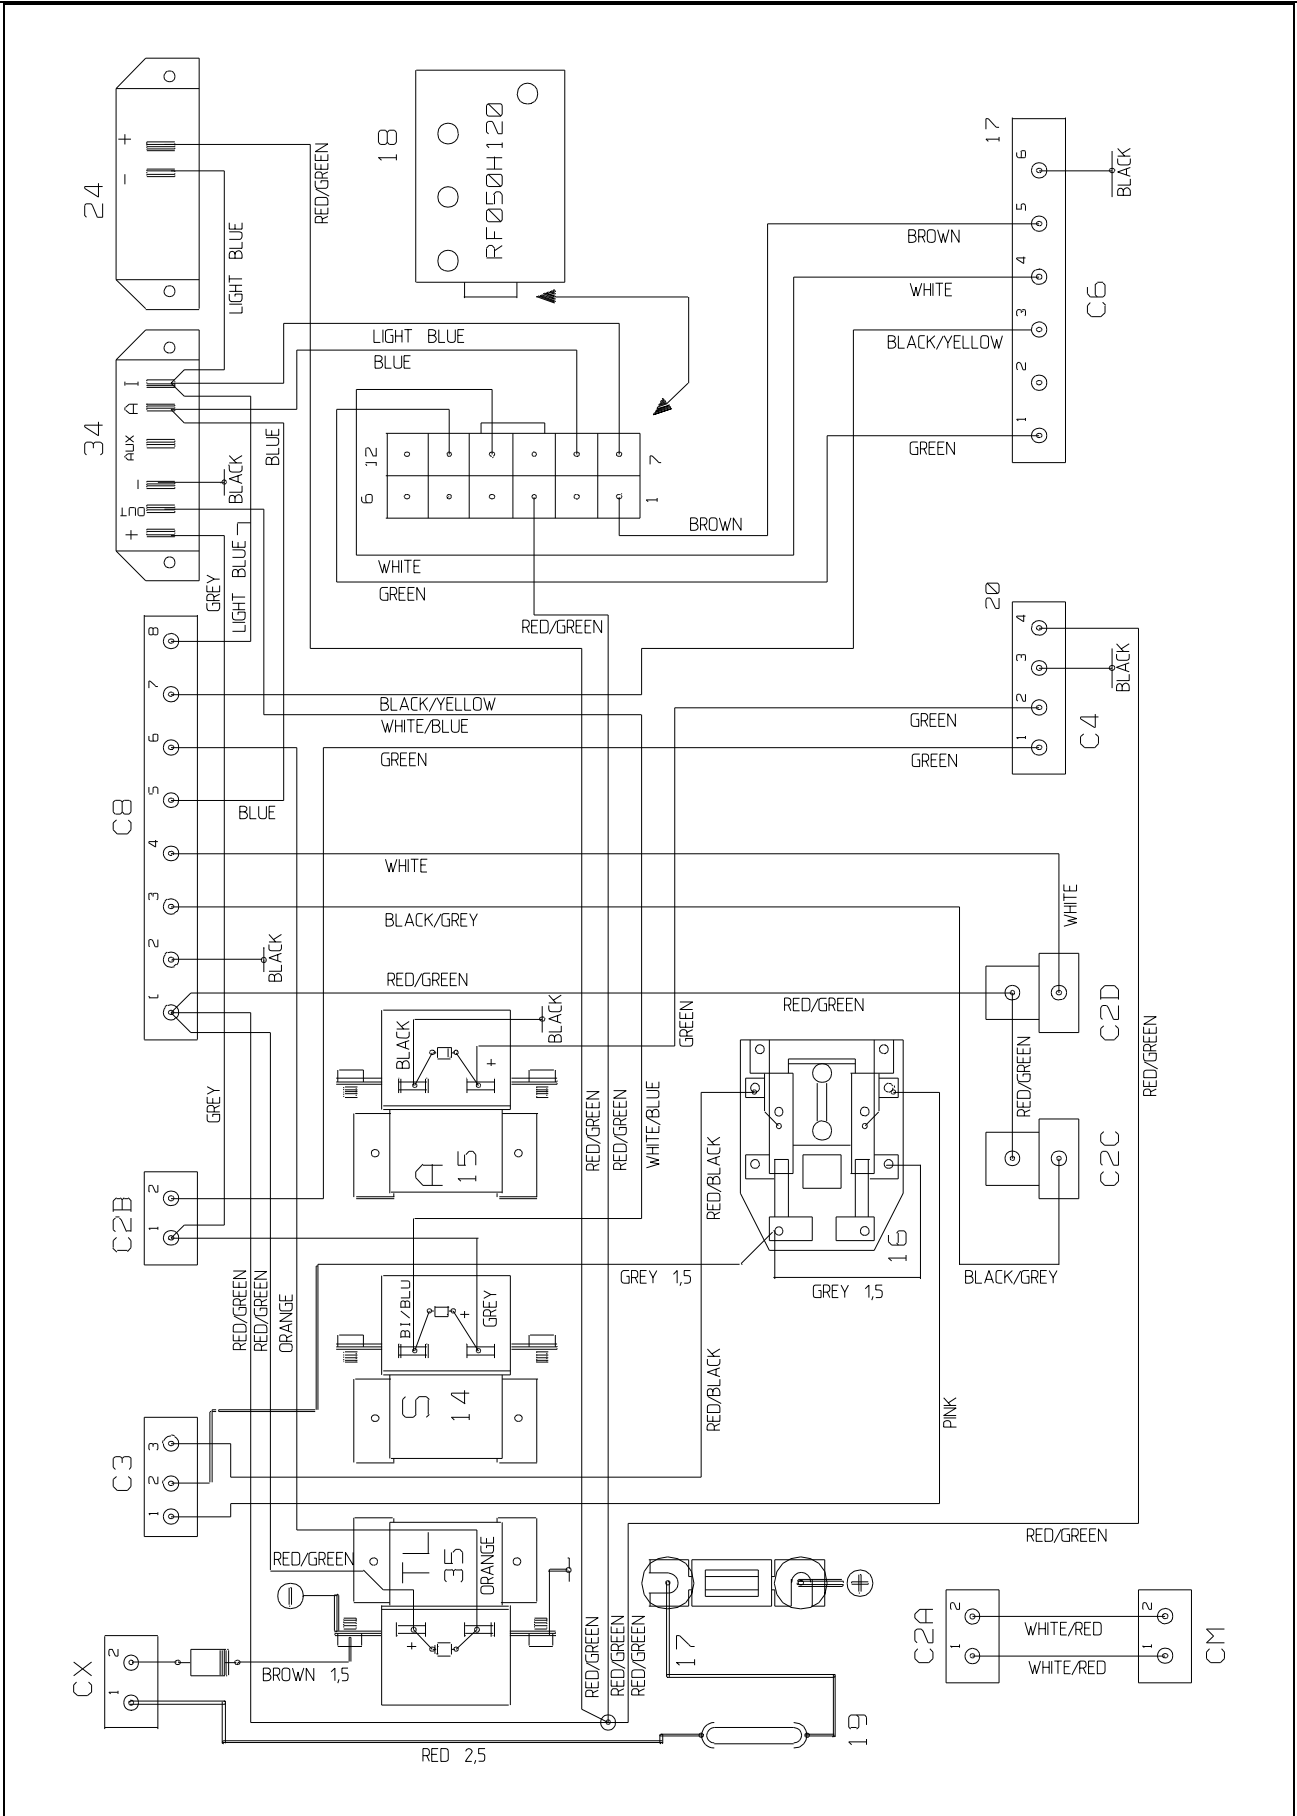 24
+
-
LIGHT BLUE
RED/GREEN
18
RF050H120
17
6
5
4
3
2
1
C6
BLACK
BROWN
WHITE
BLACK/YELLOW
GREEN
34
I
A
AUX
-
OUT
+
LIGHT BLUE
BLUE
BLUE
BLACK
GREY
LIGHT BLUE
12
6
7
1
BROWN
WHITE
GREEN
RED/GREEN
20
4
3
2
1
C4
BLACK
GREEN
GREEN
C8
8
7
6
5
4
3
2
1
BLACK/YELLOW
WHITE/BLUE
GREEN
BLUE
WHITE
BLACK/GREY
BLACK
RED/GREEN
RED/GREEN
WHITE
C2D
RED/GREEN
RED/GREEN
C2C
BLACK/GREY
BLACK
BLACK
+
A
15
GREEN
RED/GREEN
RED/GREEN
WHITE/BLUE
GREY
C2B
2
1
RED/BLACK
16
GREY 1,5
GREY 1,5
RED/GREEN
RED/GREEN
ORANGE
BI/BLU
+
GREY
S
14
RED/BLACK
PINK
C3
3
2
1
RED/GREEN
RED/GREEN
TL
35
ORANGE
+
-
+
CX
2
1
BROWN 1,5
RED/GREEN
RED/GREEN
RED/GREEN
17
19
RED 2,5
C2A
2
1
WHITE/RED
WHITE/RED
2
1
CM